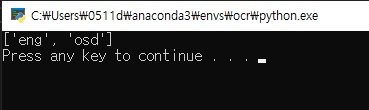 C:₩Users₩0511d₩anaconda3₩envs₩ocr₩python.exe
['eng', 'osd']
Press any key to continue . . .